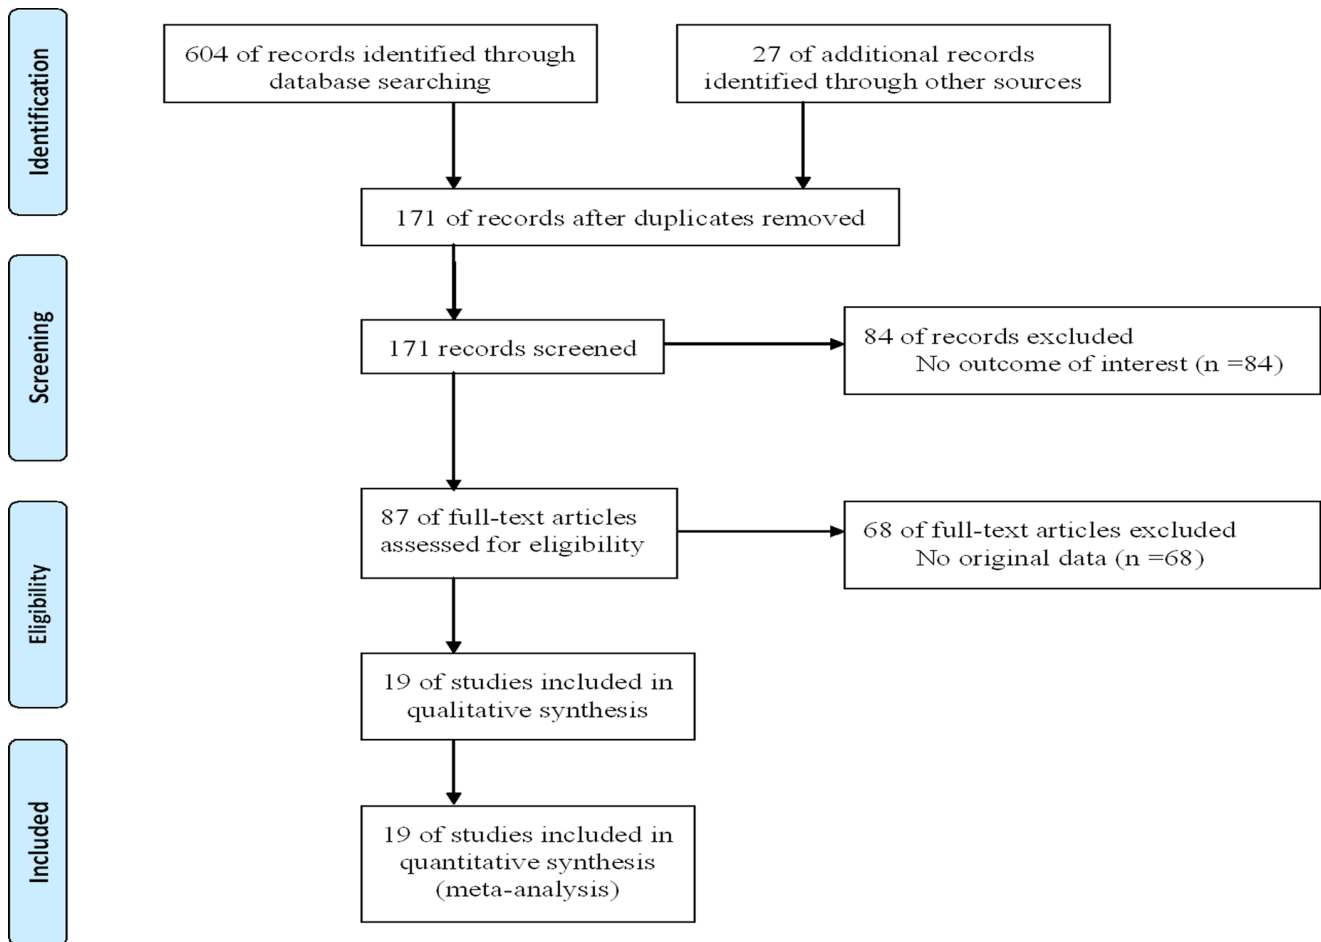 Identification
604 of records identified through
database searching
27 of additional records
identified through other sources
171 of records after duplicates removed
Screening
171 records screened
84 of records excluded
No outcome of interest (n =84)
Eligibility
87 of full-text articles
assessed for eligibility
68 of full-text articles excluded
No original data (n =68)
19 of studies included in
qualitative synthesis
Included
19 of studies included in
quantitative synthesis
(meta-analysis)